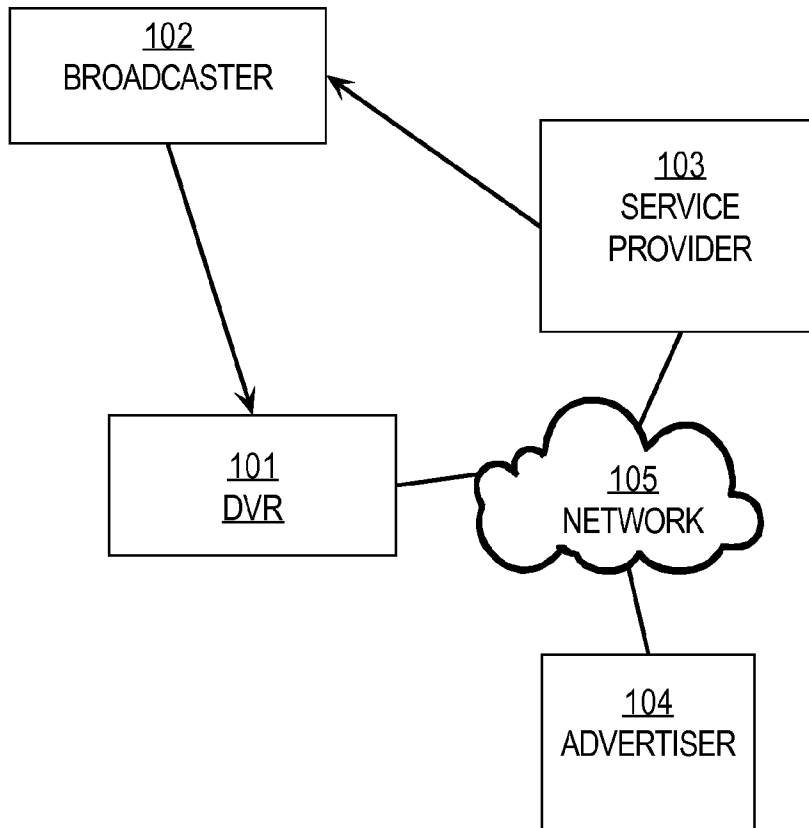 102
BROADCASTER
103
SERVICE
PROVIDER
101
DVR
105
NETWORK
104
ADVERTISER